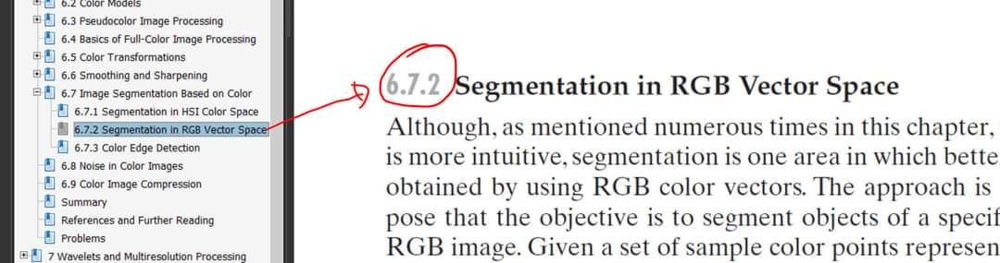 6.2 Color Models
6.3 Pseudocolor Image Processing
6.4 Basics of Full-Color Image Processing
6.5 Color Transformations
6.6 Smoothing and Sharpening
6.7 Image Segmentation Based on Color
6.7.1 Segmentation in HSI Color Space
6.7.2 Segmentation in RGB Vector Space
6.7.3 Color Edge Detection
6.8 Noise in Color Images
6.9 Color Image Compression
Summary
References and Further Reading
Problems
7 Wavelets and Multiresolution Processing
6.7.2 Segmentation in RGB Vector Space
Although, as mentioned numerous times in this chapter,
is more intuitive, segmentation is one area in which bette
obtained by using RGB color vectors. The approach is
pose that the objective is to segment objects of a specif
RGB image. Given a set of sample color points represen